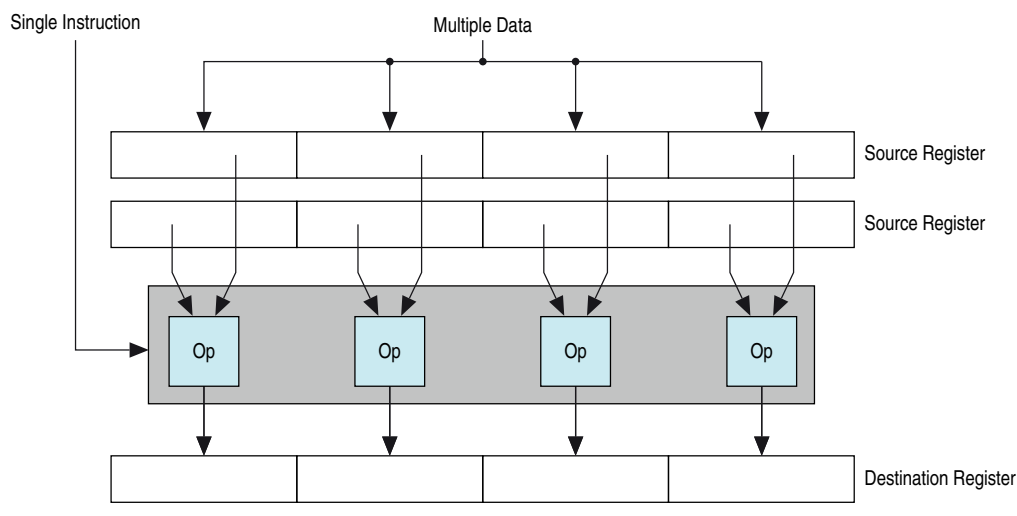 Single Instruction
Multiple Data
Source Register
Source Register
Op Op Op Op
Destination Register